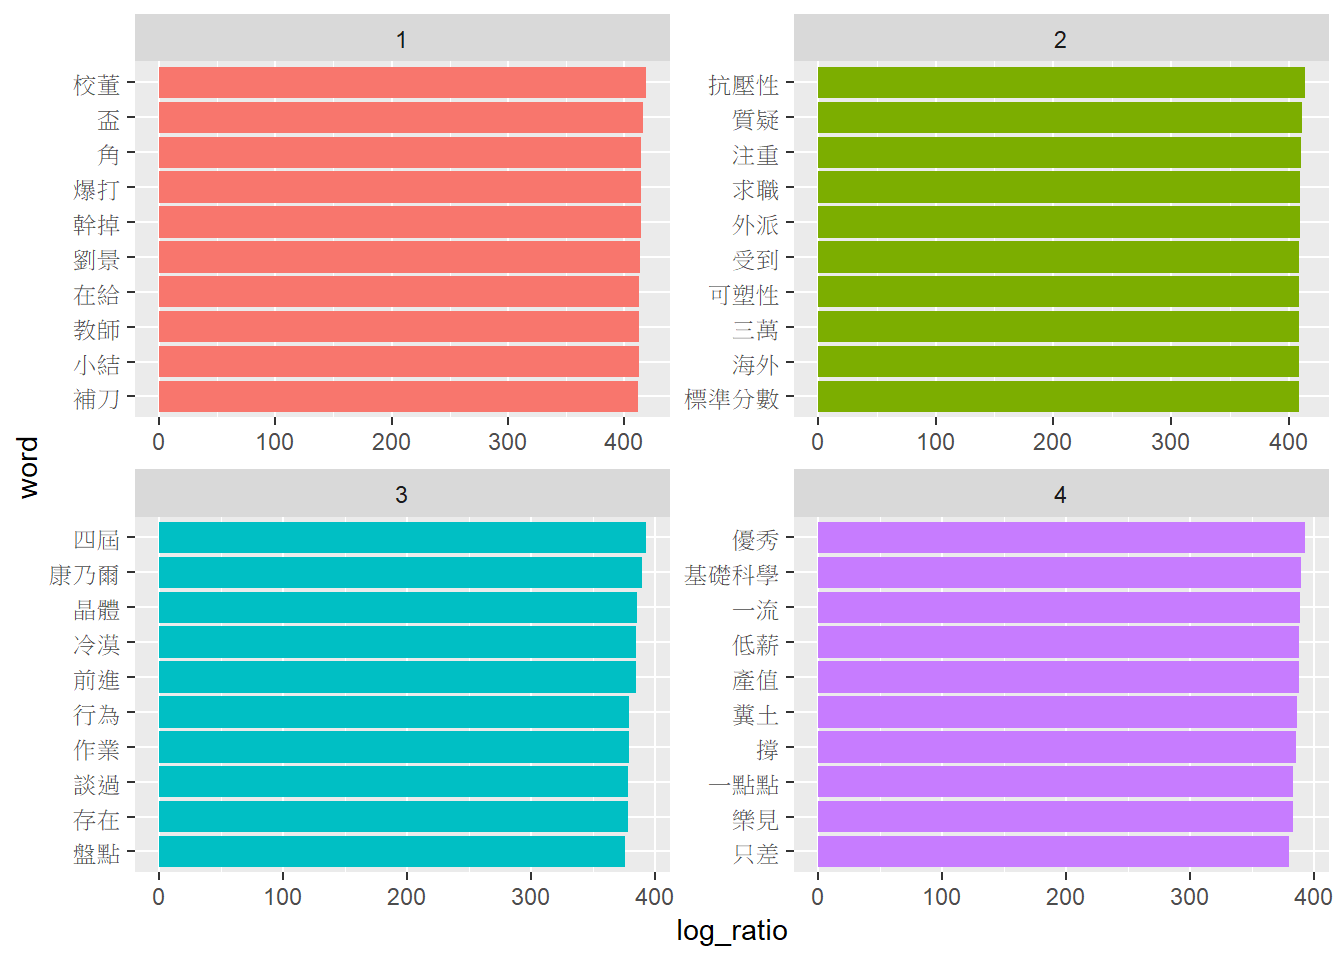 1
校董
盃
角
爆打
幹掉
劉景
在給
教師
小結
補刀
0 100 200 300 400
2
抗壓性
質疑
注重
求職
外派
受到
可塑性
三萬
海外
標準分數
0 100 200 300 400
3
四屆
康乃爾
晶體
冷漠
前進
行為
作業
談過
存在
盤點
0 100 200 300 400
4
優秀
基礎科學
一流
低薪
產值
糞土
撐
一點點
樂見
只差
0 100 200 300 400
word
log_ratio